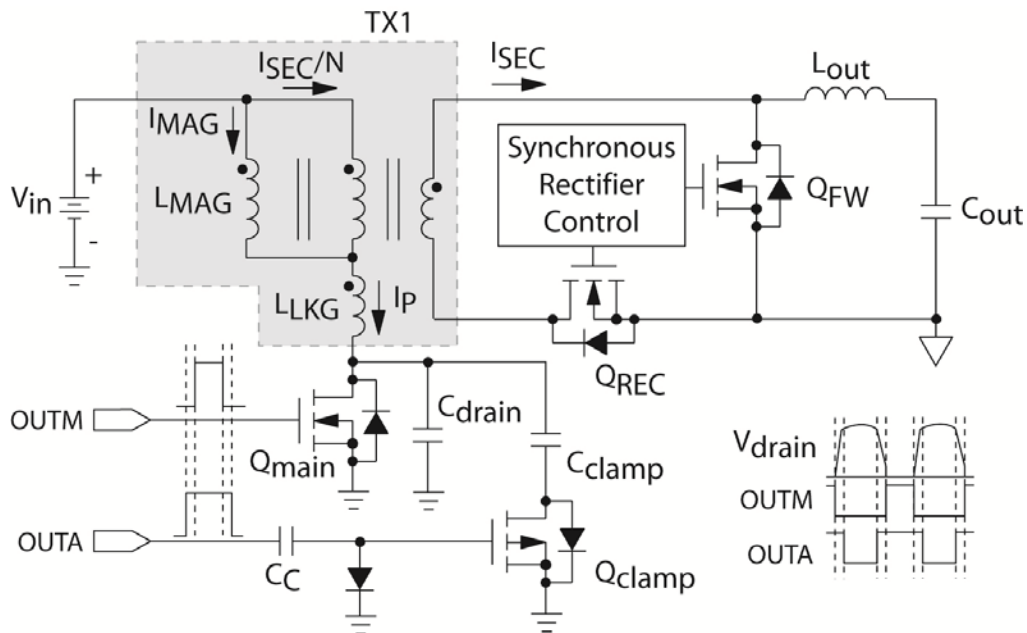 TX1
ISEC/N
ISEC
Lout
IMAG
Synchronous
Rectifier
Control
Vin
+
-
LMAG
QFW
Cout
LLKG
IP
QREC
OUTM
Cdrain
Qmain
Cclamp
Vdrain
OUTM
OUTA
OUTA
CC
Qclamp